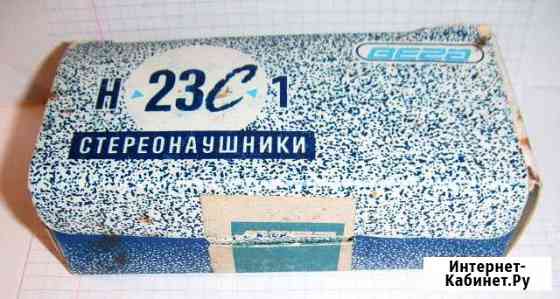 ВЕГА
Н 23С 1
СТЕРЕОНАУШНИКИ
Интернет-
Кабинет.Ру